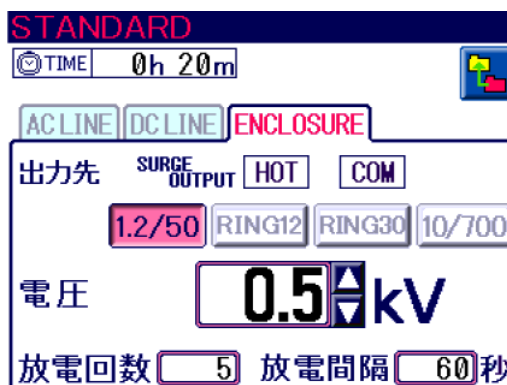 STANDARD
TIME 0h 20m
AC LINE DC LINE ENCLOSURE
出力先 SURGE OUTPUT HOT COM
1.2/50 RING12 RING30 10/700
電圧 0.5 kV
放電回数 5 放電間隔 60 秒